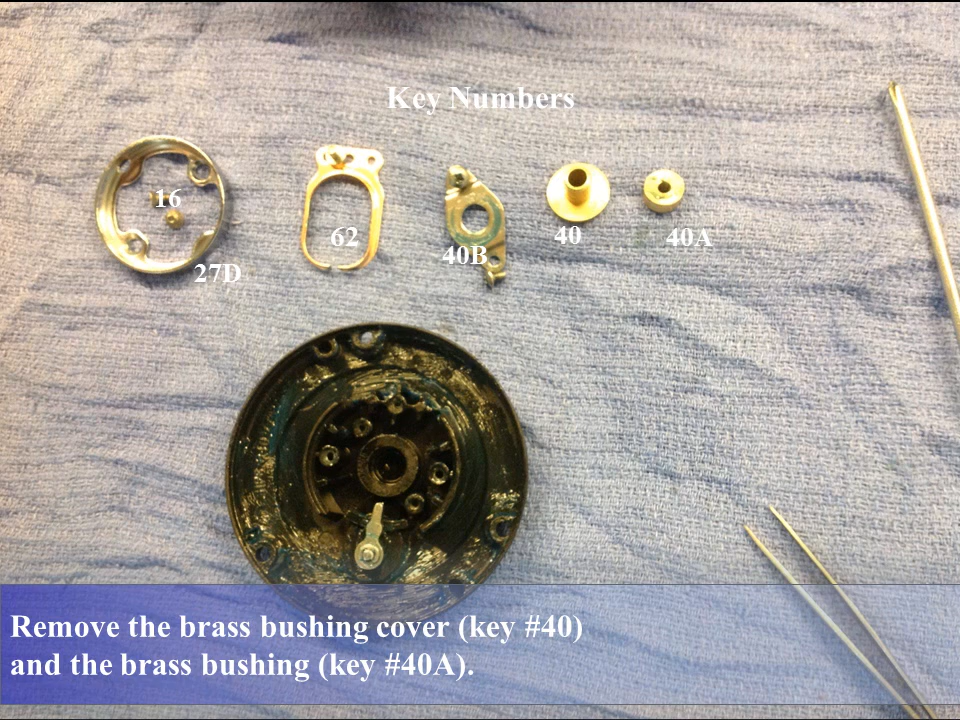 Key Numbers
16
62
40B
40
40A
27D
Remove the brass bushing cover (key #40)
and the brass bushing (key #40A).